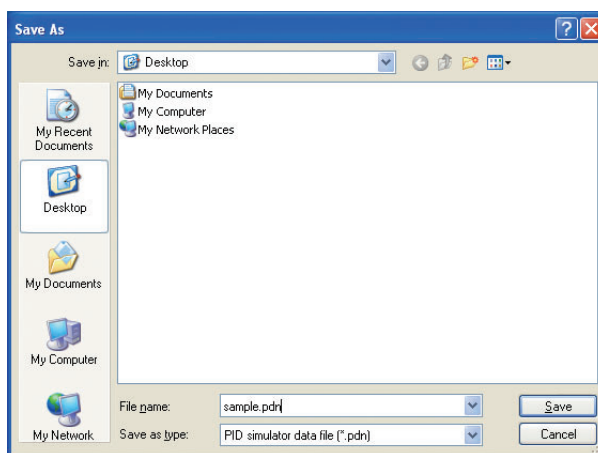 Save As
Save in: Desktop
My Documents
My Computer
My Network Places
My Recent
Documents
Desktop
My Documents
My Computer
My Network
File name: sample.pdn Save
Save as type: PID simulator data file (*.pdn) Cancel